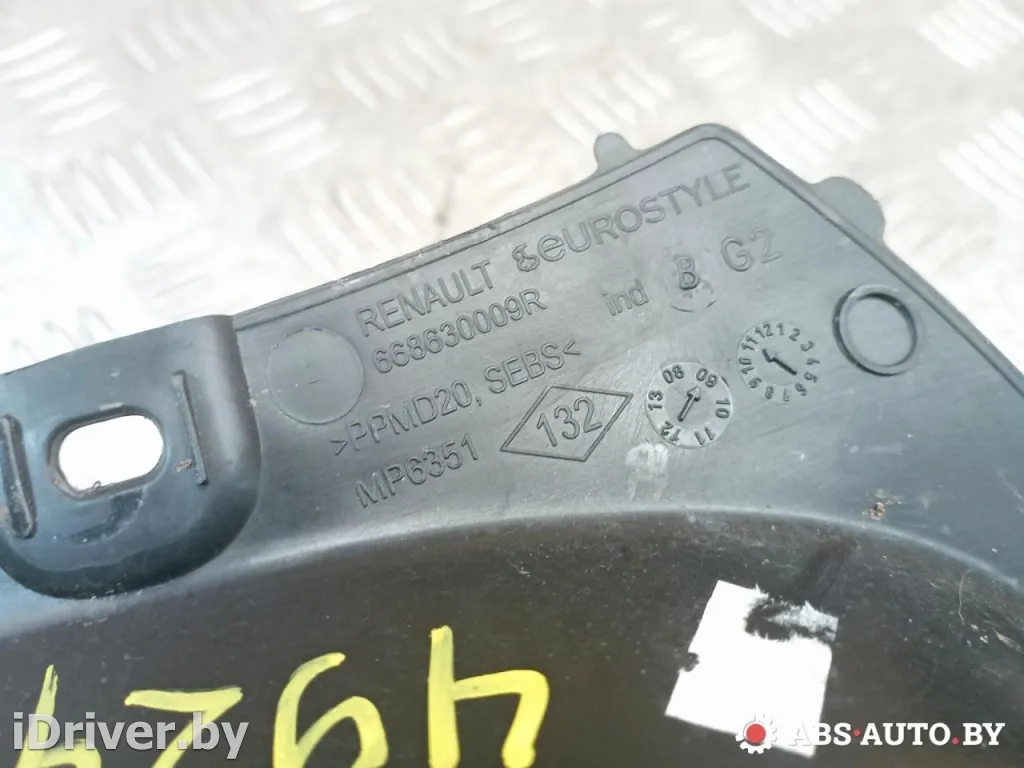 RENAULT &eUROSTYLE
668630009R ind B G2
>PPMD20, SEBS<
MP6351 132
08 09 10 11 12 13
1 2 3 4 5 6 7 8 9 10 11 12
492
iDriver.by
ABS-AUTO.BY